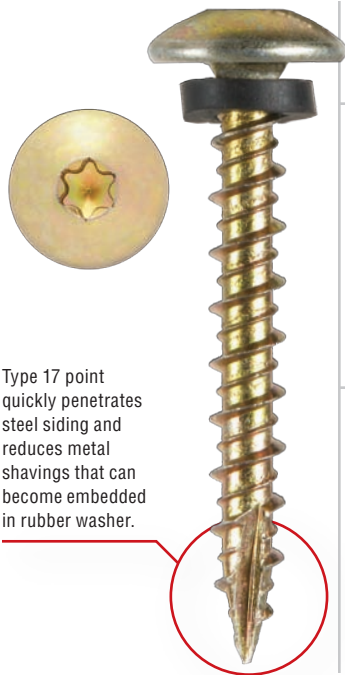 Type 17 point
quickly penetrates
steel siding and
reduces metal
shavings that can
become embedded
in rubber washer.